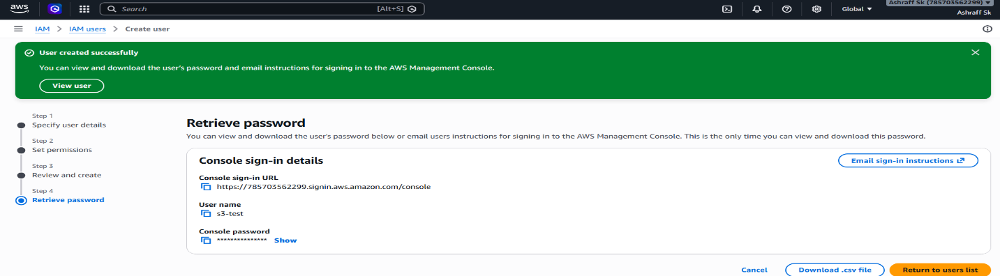 aws
Search [Alt+S]
Global
Ashraff Sk (785703562299)
Ashraff Sk
IAM > IAM users > Create user
User created successfully
You can view and download the user's password and email instructions for signing in to the AWS Management Console.
View user
Step 1
Specify user details
Step 2
Set permissions
Step 3
Review and create
Step 4
Retrieve password
Retrieve password
You can view and download the user's password below or email users instructions for signing in to the AWS Management Console. This is the only time you can view and download this password.
Console sign-in details
Email sign-in instructions
Console sign-in URL
https://785703562299.signin.aws.amazon.com/console
User name
s3-test
Console password
*************** Show
Cancel
Download .csv file
Return to users list